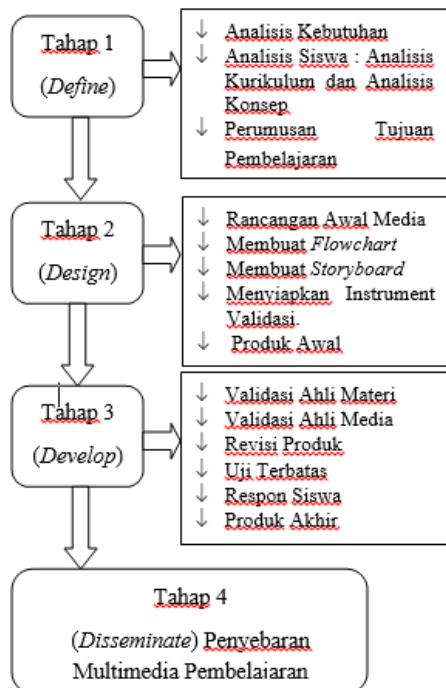 Tahap 1
(Define)
↓ Analisis Kebutuhan
↓ Analisis Siswa : Analisis
Kurikulum dan Analisis
Konsep
↓ Perumusan Tujuan
Pembelajaran
Tahap 2
(Design)
↓ Rancangan Awal Media
↓ Membuat Flowchart
↓ Membuat Storyboard
↓ Menyiapkan Instrument
Validasi.
↓ Produk Awal
Tahap 3
(Develop)
↓ Validasi Ahli Materi
↓ Validasi Ahli Media
↓ Revisi Produk
↓ Uji Terbatas
↓ Respon Siswa
↓ Produk Akhir
Tahap 4
(Disseminate) Penyebaran
Multimedia Pembelajaran